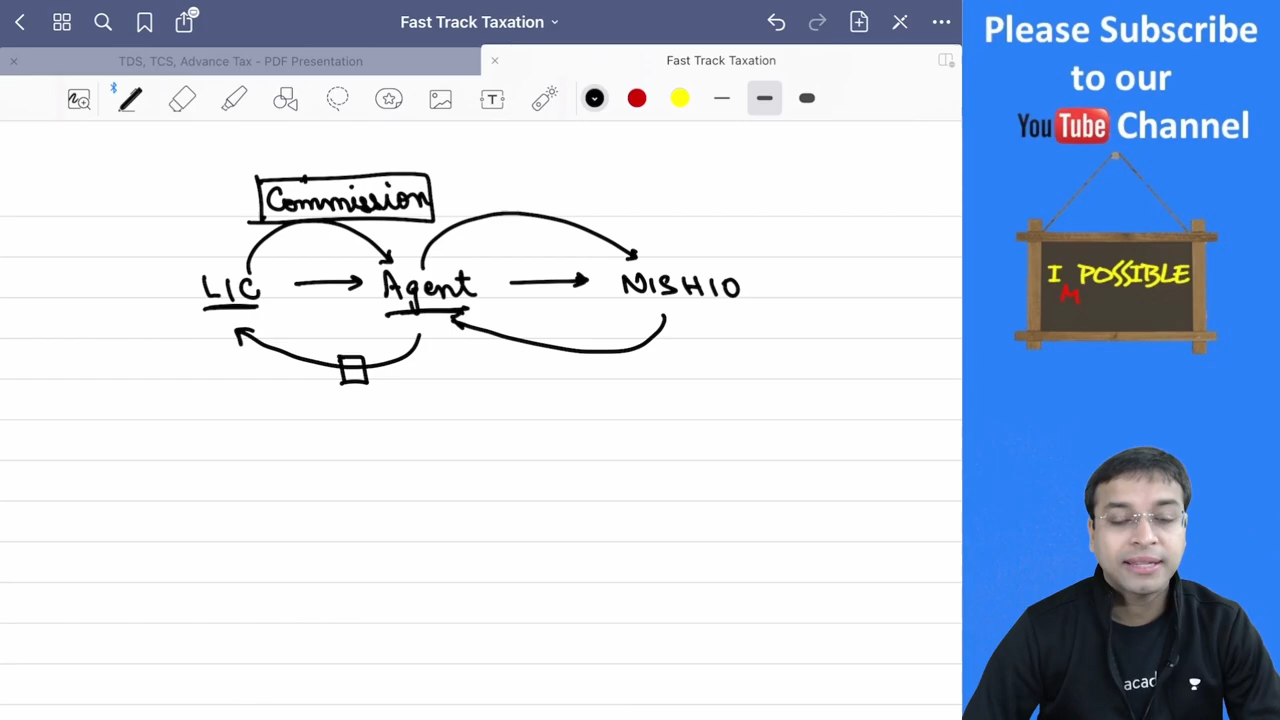 Fast Track Taxation
TDS, TCS, Advance Tax - PDF Presentation
Fast Track Taxation
T
Commission
LIC
Agent
NISHIO
Please Subscribe
to our
YouTube Channel
I POSSIBLE
M
acad